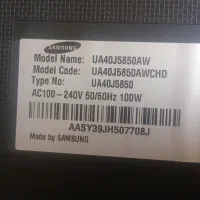 SAMSUNG
Model Name: UA40J5850AW
Model Code: UA40J5850AWCHD
Type No: UA40J5850
AC100-240V 50/60Hz 100W
AASY39JH507708J
Made by SAMSUNG